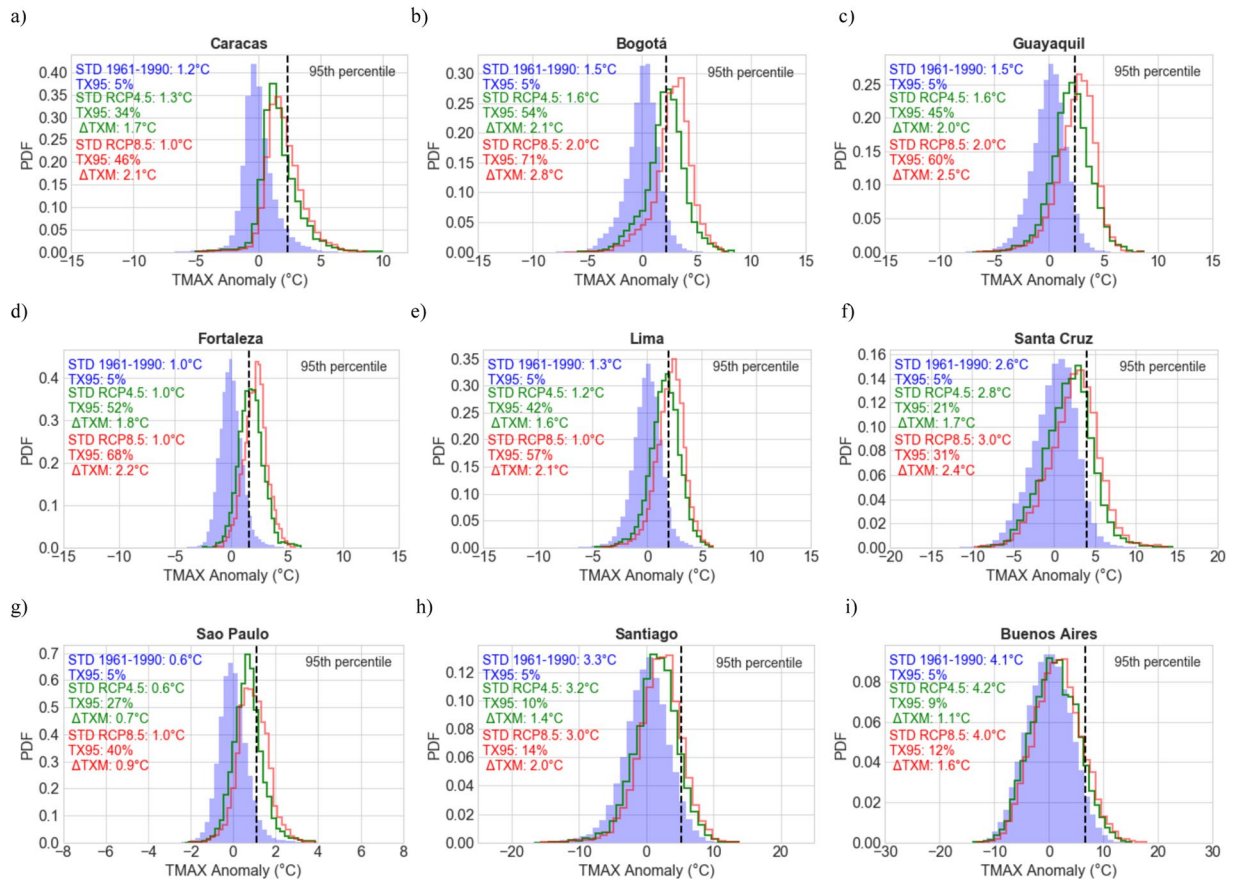 a)
Caracas
STD 1961-1990: 1.2°C
TX95: 5%
STD RCP4.5: 1.3°C
TX95: 34%
ΔTXM: 1.7°C
STD RCP8.5: 1.0°C
TX95: 46%
ΔTXM: 2.1°C
95th percentile
PDF
0.40
0.35
0.30
0.25
0.20
0.15
0.10
0.05
0.00
−15 −10 −5 0 5 10
TMAX Anomaly (°C)
b)
Bogotá
STD 1961-1990: 1.5°C
TX95: 5%
STD RCP4.5: 1.6°C
TX95: 54%
ΔTXM: 2.1°C
STD RCP8.5: 2.0°C
TX95: 71%
ΔTXM: 2.8°C
95th percentile
PDF
0.30
0.25
0.20
0.15
0.10
0.05
0.00
−15 −10 −5 0 5 10 15
TMAX Anomaly (°C)
c)
Guayaquil
STD 1961-1990: 1.5°C
TX95: 5%
STD RCP4.5: 1.6°C
TX95: 45%
ΔTXM: 2.0°C
STD RCP8.5: 2.0°C
TX95: 60%
ΔTXM: 2.5°C
95th percentile
PDF
0.25
0.20
0.15
0.10
0.05
0.00
−15 −10 −5 0 5 10 15
TMAX Anomaly (°C)
d)
Fortaleza
STD 1961-1990: 1.0°C
TX95: 5%
STD RCP4.5: 1.0°C
TX95: 52%
ΔTXM: 1.8°C
STD RCP8.5: 1.0°C
TX95: 68%
ΔTXM: 2.2°C
95th percentile
PDF
0.4
0.3
0.2
0.1
0.0
−15 −10 −5 0 5 10 15
TMAX Anomaly (°C)
e)
Lima
STD 1961-1990: 1.3°C
TX95: 5%
STD RCP4.5: 1.2°C
TX95: 42%
ΔTXM: 1.6°C
STD RCP8.5: 1.0°C
TX95: 57%
ΔTXM: 2.1°C
95th percentile
PDF
0.35
0.30
0.25
0.20
0.15
0.10
0.05
0.00
−15 −10 −5 0 5 10 15
TMAX Anomaly (°C)
f)
Santa Cruz
STD 1961-1990: 2.6°C
TX95: 5%
STD RCP4.5: 2.8°C
TX95: 21%
ΔTXM: 1.7°C
STD RCP8.5: 3.0°C
TX95: 31%
ΔTXM: 2.4°C
95th percentile
PDF
0.16
0.14
0.12
0.10
0.08
0.06
0.04
0.02
0.00
−20 −15 −10 −5 0 5 10 15 20
TMAX Anomaly (°C)
g)
Sao Paulo
STD 1961-1990: 0.6°C
TX95: 5%
STD RCP4.5: 0.6°C
TX95: 27%
ΔTXM: 0.7°C
STD RCP8.5: 1.0°C
TX95: 40%
ΔTXM: 0.9°C
95th percentile
PDF
0.7
0.6
0.5
0.4
0.3
0.2
0.1
0.0
−8 −6 −4 −2 0 2 4 6 8
TMAX Anomaly (°C)
h)
Santiago
STD 1961-1990: 3.3°C
TX95: 5%
STD RCP4.5: 3.2°C
TX95: 10%
ΔTXM: 1.4°C
STD RCP8.5: 3.0°C
TX95: 14%
ΔTXM: 2.0°C
95th percentile
PDF
0.12
0.10
0.08
0.06
0.04
0.02
0.00
−20 −10 0 10 20
TMAX Anomaly (°C)
i)
Buenos Aires
STD 1961-1990: 4.1°C
TX95: 5%
STD RCP4.5: 4.2°C
TX95: 9%
ΔTXM: 1.1°C
STD RCP8.5: 4.0°C
TX95: 12%
ΔTXM: 1.6°C
95th percentile
PDF
0.08
0.06
0.04
0.02
0.00
−30 −20 −10 0 10 20 30
TMAX Anomaly (°C)